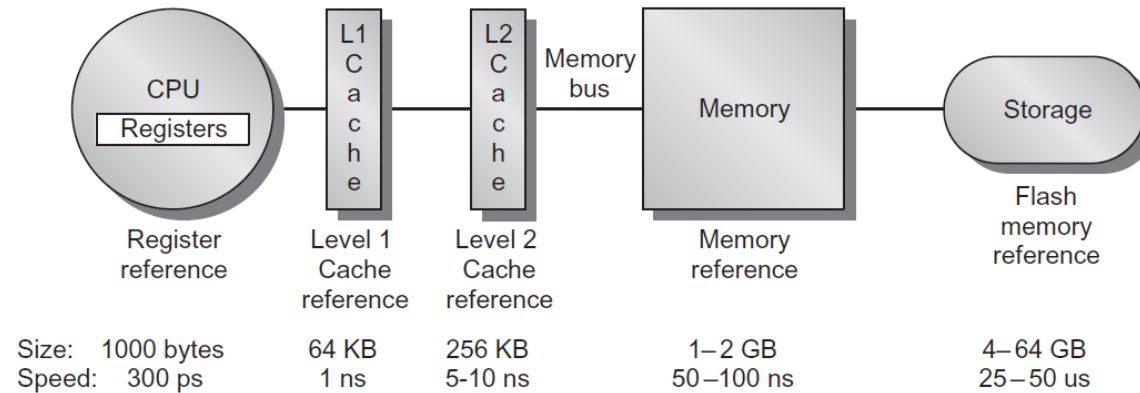 CPU
Registers
L1
C
a
c
h
e
L2
C
a
c
h
e
Memory
bus
Memory
Storage
Register
reference
Level 1
Cache
reference
Level 2
Cache
reference
Memory
reference
Flash
memory
reference
Size: 1000 bytes 64 KB 256 KB 1–2 GB 4–64 GB
Speed: 300 ps 1 ns 5-10 ns 50–100 ns 25–50 us